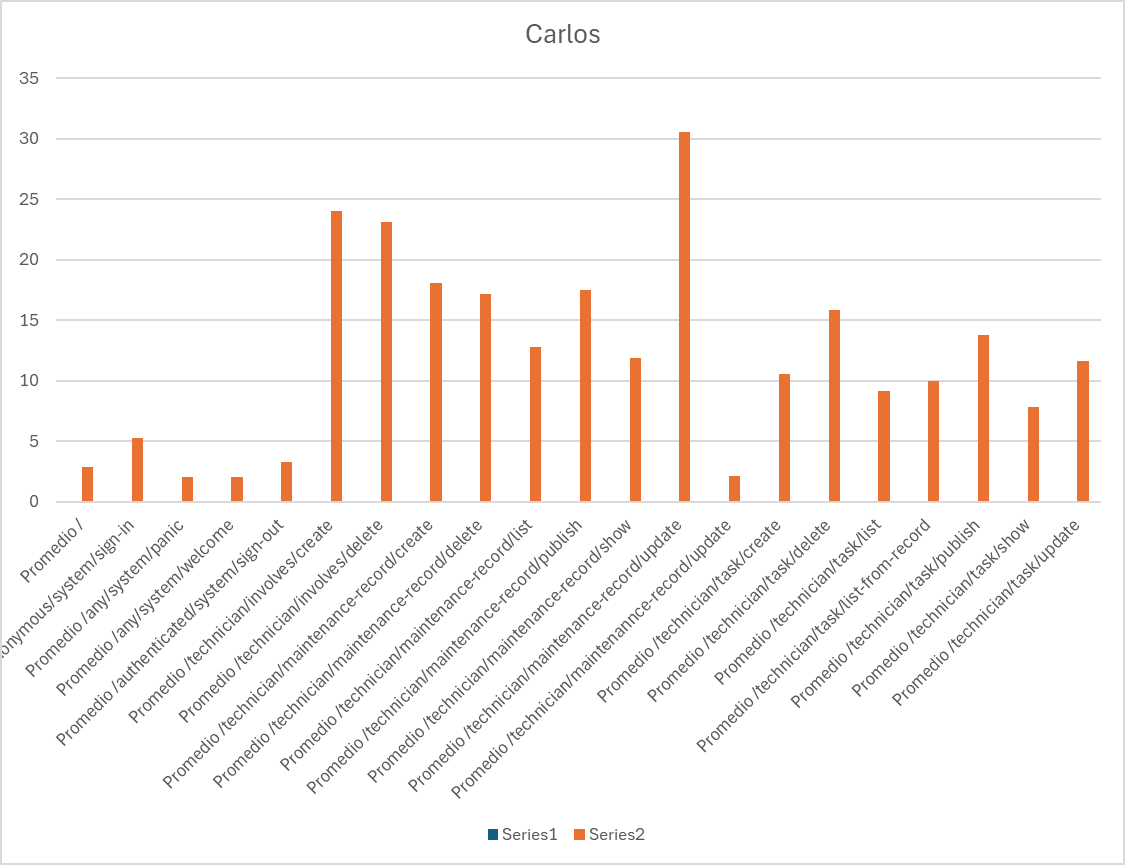 Carlos
35
30
25
20
15
10
5
0
Promedio /
onymous/system/sign-in
Promedio /any/system/panic
Promedio /any/system/welcome
Promedio /authenticated/system/sign-out
Promedio /technician/involves/create
Promedio /technician/involves/delete
Promedio /technician/maintenance-record/create
Promedio /technician/maintenance-record/delete
Promedio /technician/maintenance-record/list
Promedio /technician/maintenance-record/publish
Promedio /technician/maintenance-record/show
Promedio /technician/maintenance-record/update
Promedio /technician/maintenannce-record/update
Promedio /technician/task/create
Promedio /technician/task/delete
Promedio /technician/task/list
Promedio /technician/task/list-from-record
Promedio /technician/task/publish
Promedio /technician/task/show
Promedio /technician/task/update
Series1 Series2